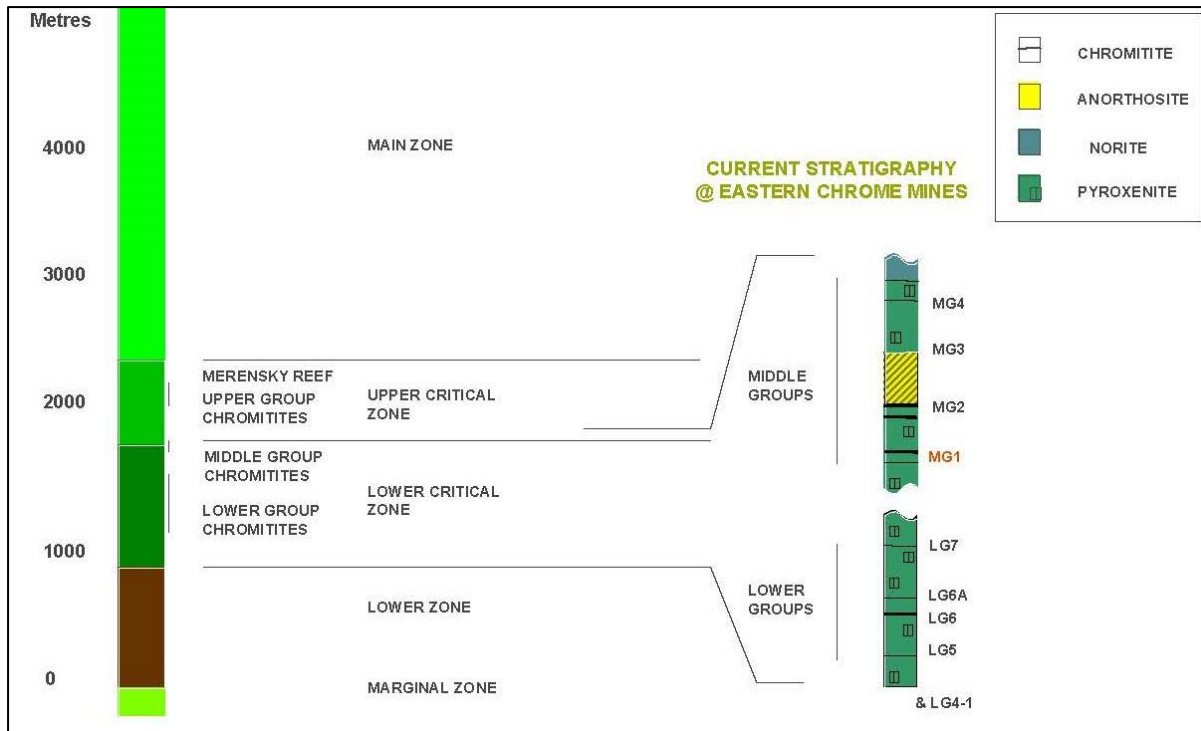 Metres
4000
3000
2000
1000
0
MAIN ZONE
MERENSKY REEF
UPPER GROUP
CHROMITITES
UPPER CRITICAL
ZONE
MIDDLE GROUP
CHROMITITES
LOWER GROUP
CHROMITITES
LOWER CRITICAL
ZONE
LOWER ZONE
MARGINAL ZONE
CURRENT STRATIGRAPHY
@ EASTERN CHROME MINES
MIDDLE
GROUPS
MG4
MG3
MG2
MG1
LOWER
GROUPS
LG7
LG6A
LG6
LG5
& LG4-1
CHROMITITE
ANORTHOSITE
NORITE
PYROXENITE